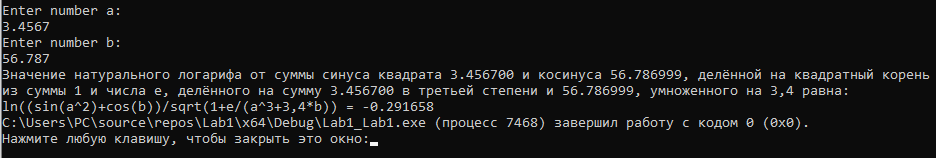 Enter number a:
3.4567
Enter number b:
56.787
Значение натурального логарифа от суммы синуса квадрата 3.456700 и косинуса 56.786999, делённой на квадратный корень
из суммы 1 и числа e, делённого на сумму 3.456700 в третьей степени и 56.786999, умноженного на 3,4 равна:
ln((sin(a^2)+cos(b))/sqrt(1+e/(a^3+3,4*b)) = -0.291658
C:\Users\PC\source\repos\Lab1\x64\Debug\Lab1_Lab1.exe (процесс 7468) завершил работу с кодом 0 (0x0).
Нажмите любую клавишу, чтобы закрыть это окно: